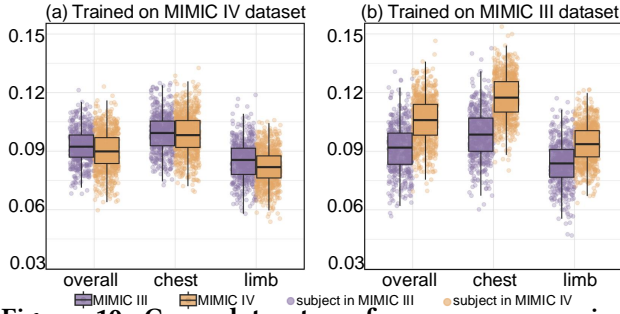 (a) Trained on MIMIC IV dataset
(b) Trained on MIMIC III dataset
0.15
0.12
0.09
0.06
0.03
overall chest limb
0.15
0.12
0.09
0.06
0.03
overall chest limb
MIMIC III MIMIC IV subject in MIMIC III subject in MIMIC IV